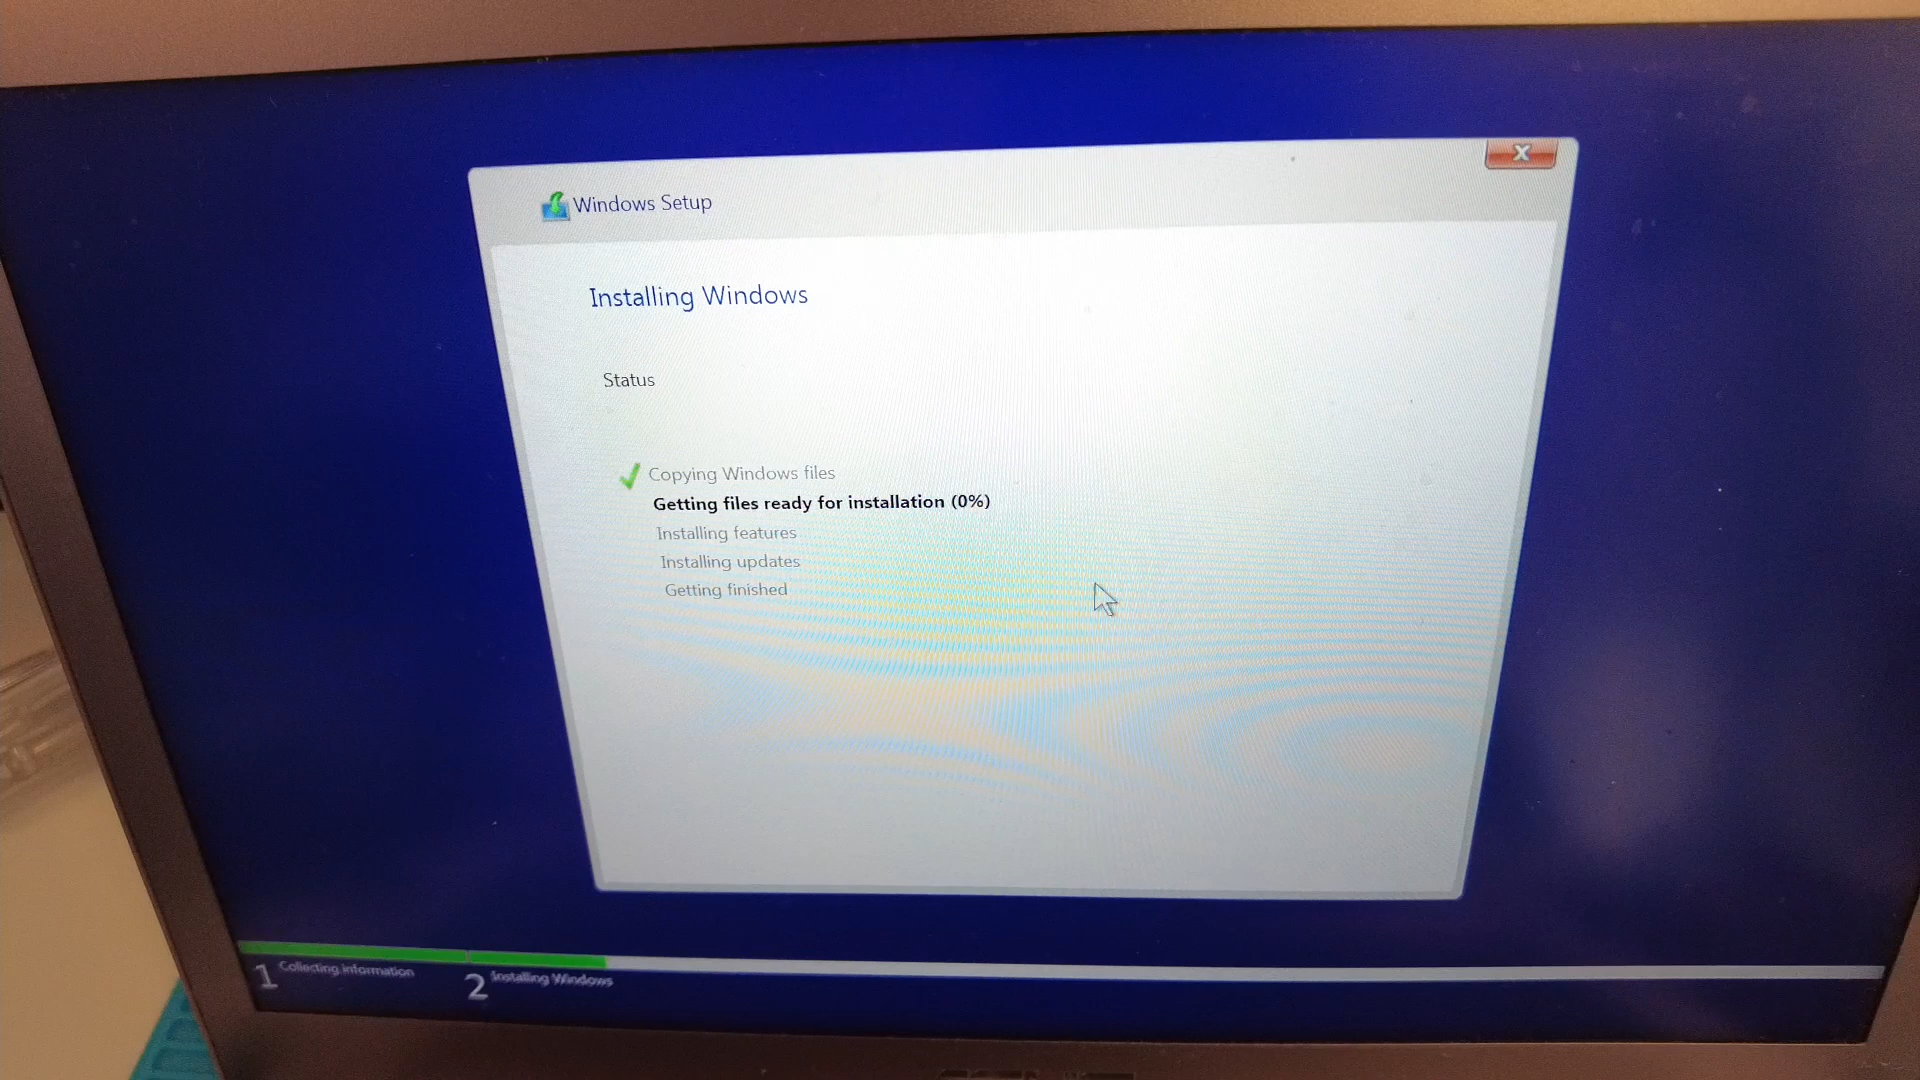 Windows Setup
Installing Windows
Status
Copying Windows files
Getting files ready for installation (0%)
Installing features
Installing updates
Getting finished
1 Collecting information
2 Installing Windows